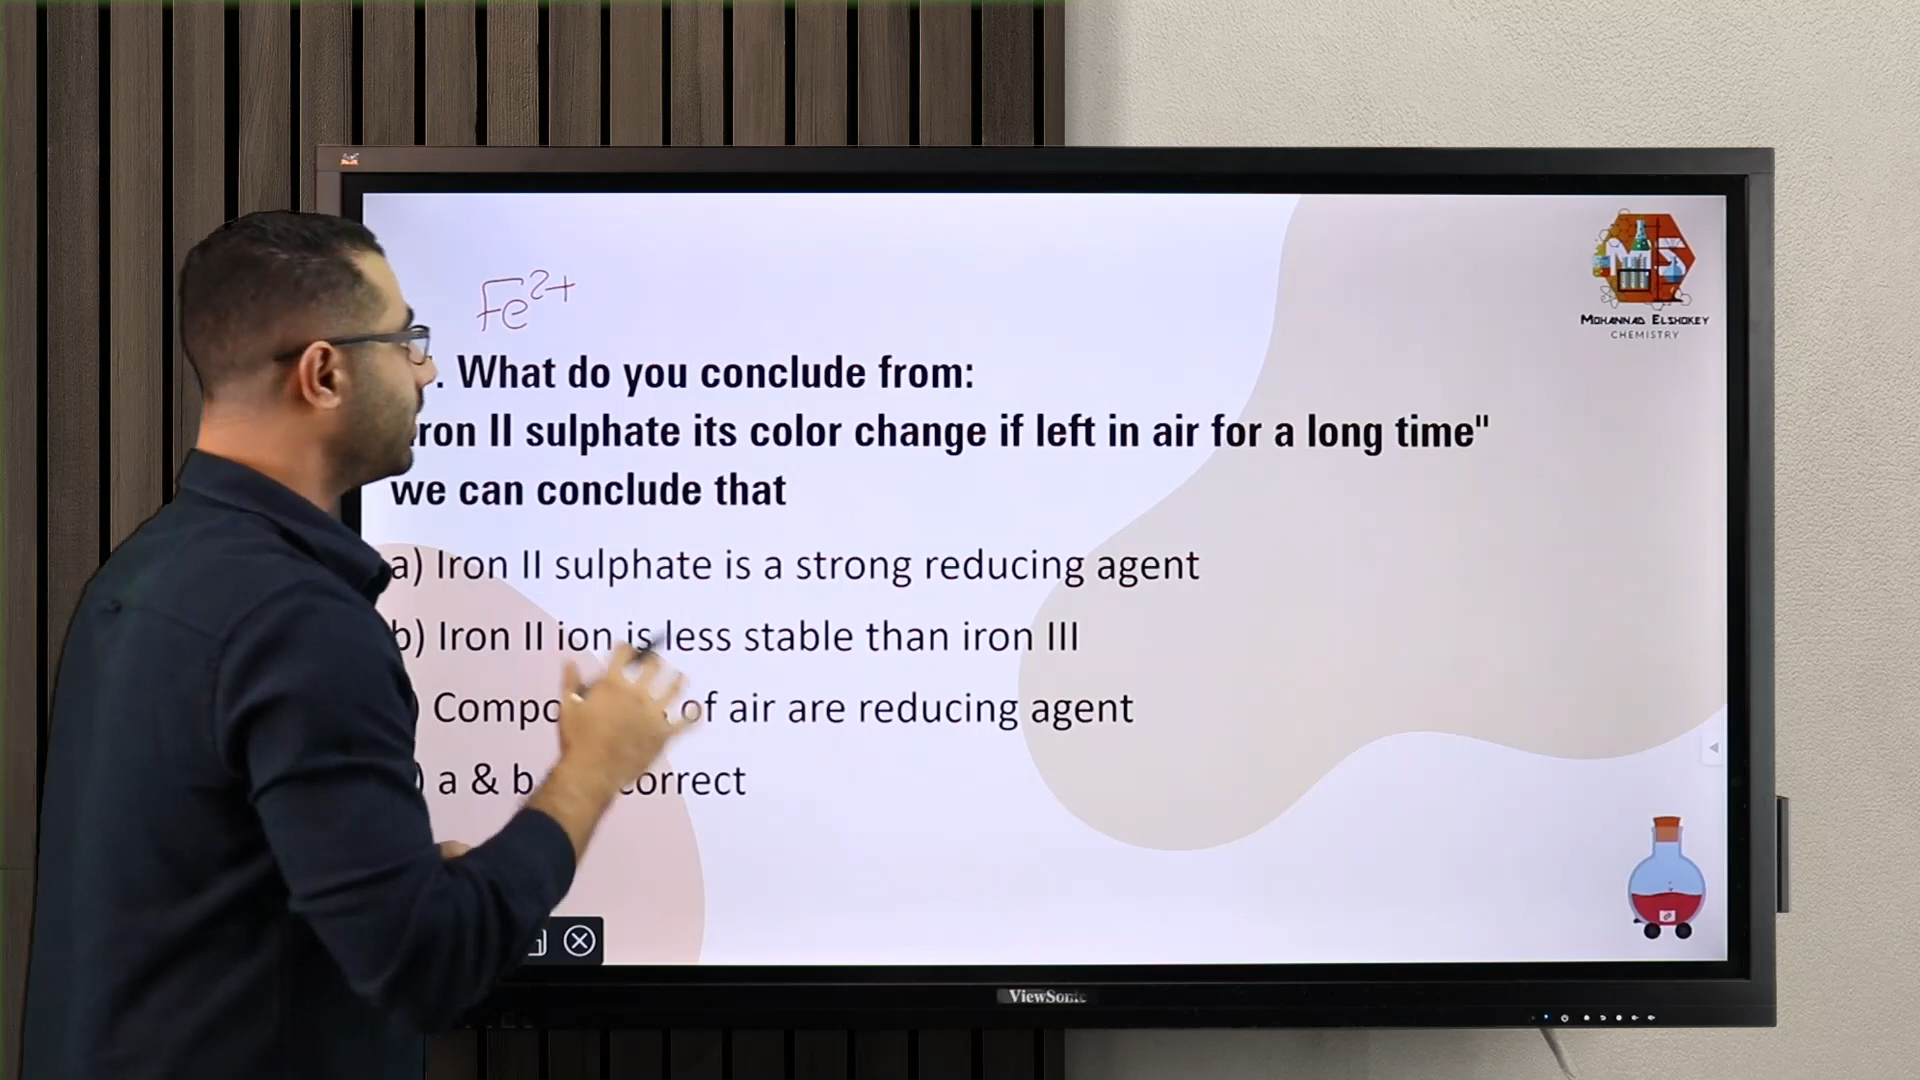 MOHANNAD ELSHOKEY
CHEMISTRY
Fe2+
. What do you conclude from:
ron II sulphate its color change if left in air for a long time"
we can conclude that
a) Iron II sulphate is a strong reducing agent
b) Iron II ion is less stable than iron III
) of air are reducing agent
) a & b correct
ViewSonic